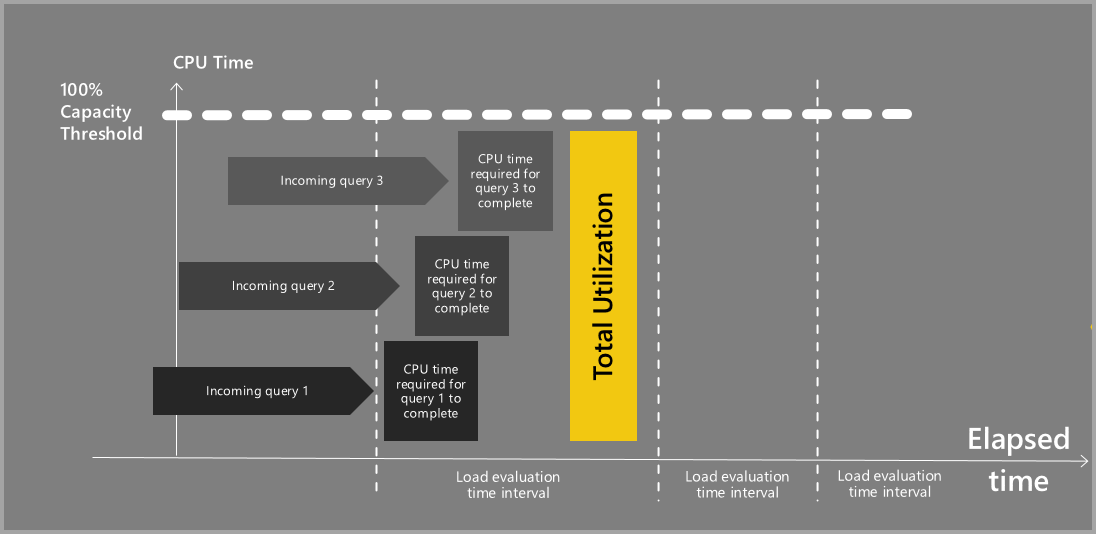 CPU Time
100%
Capacity
Threshold
Incoming query 3
CPU time
required for
query 3 to
complete
Incoming query 2
CPU time
required for
query 2 to
complete
Incoming query 1
CPU time
required for
query 1 to
complete
Total Utilization
Elapsed
time
Load evaluation
time interval
Load evaluation
time interval
Load evaluation
time interval